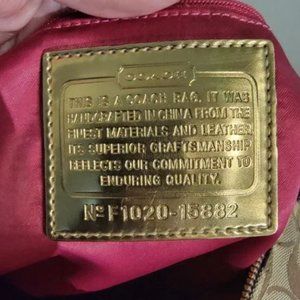 COACH
THIS IS A COACH BAG. IT WAS
HANDCRAFTED IN CHINA FROM THE
FINEST MATERIALS AND LEATHER.
ITS SUPERIOR CRAFTSMANSHIP
REFLECTS OUR COMMITMENT TO
ENDURING QUALITY.
Nº F1020-15882